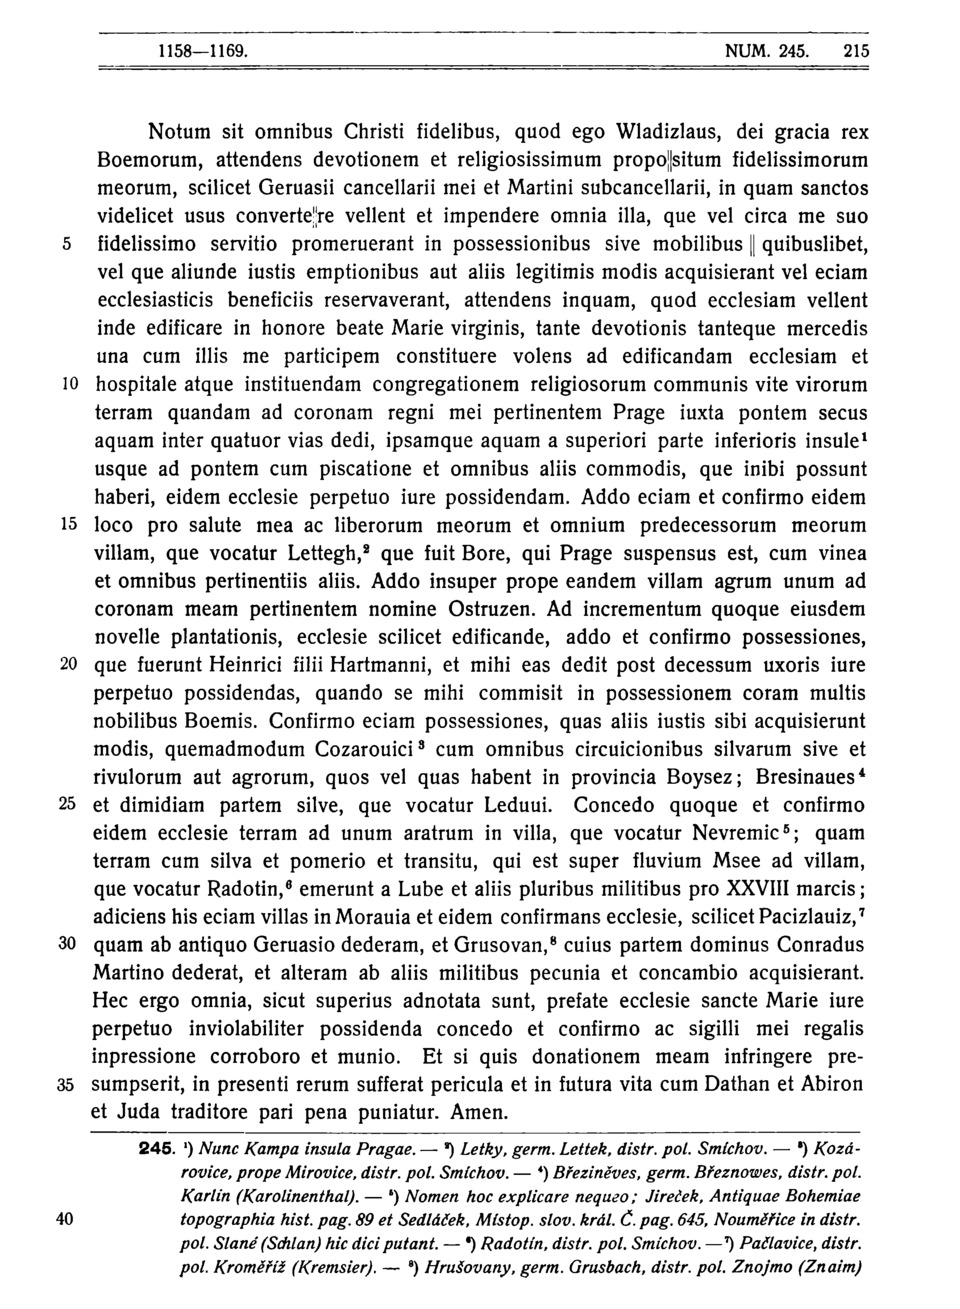 1158—1169. NUM. 245. 215
Notum sit omnibus Christi fidelibus, quod ego Wladizlaus, dei gracia rex
Boemorum, attendens devotionem et religiosissimum propo||situm fidelissimorum
meorum, scilicet Geruasii cancellarii mei et Martini subcancellarii, in quam sanctos
videlicet usus converte||re vellent et impendere omnia illa, que vel circa me suo
5 fidelissimo servitio promeruerant in possessionibus sive mobilibus || quibuslibet,
vel que aliunde iustis emptionibus aut aliis legitimis modis acquisierant vel eciam
ecclesiasticis beneficiis reservaverant, attendens inquam, quod ecclesiam vellent
inde edificare in honore beate Marie virginis, tante devotionis tanteque mercedis
una cum illis me participem constituere volens ad edificandam ecclesiam et
10 hospitale atque instituendam congregationem religiosorum communis vite virorum
terram quandam ad coronam regni mei pertinentem Prage iuxta pontem secus
aquam inter quatuor vias dedi, ipsamque aquam a superiori parte inferioris insule¹
usque ad pontem cum piscatione et omnibus aliis commodis, que inibi possunt
haberi, eidem ecclesie perpetuo iure possidendam. Addo eciam et confirmo eidem
15 loco pro salute mea ac liberorum meorum et omnium predecessorum meorum
villam, que vocatur Lettegh,² que fuit Bore, qui Prage suspensus est, cum vinea
et omnibus pertinentiis aliis. Addo insuper prope eandem villam agrum unum ad
coronam meam pertinentem nomine Ostruzen. Ad incrementum quoque eiusdem
novelle plantationis, ecclesie scilicet edificande, addo et confirmo possessiones,
20 que fuerunt Heinrici filii Hartmanni, et mihi eas dedit post decessum uxoris iure
perpetuo possidendas, quando se mihi commisit in possessionem coram multis
nobilibus Boemis. Confirmo eciam possessiones, quas aliis iustis sibi acquisierunt
modis, quemadmodum Cozarouici³ cum omnibus circuicionibus silvarum sive et
rivulorum aut agrorum, quos vel quas habent in provincia Boysez; Bresinaues⁴
25 et dimidiam partem silve, que vocatur Leduui. Concedo quoque et confirmo
eidem ecclesie terram ad unum aratrum in villa, que vocatur Nevremic⁵; quam
terram cum silva et pomerio et transitu, qui est super fluvium Msee ad villam,
que vocatur Radotin,⁶ emerunt a Lube et aliis pluribus militibus pro XXVIII marcis;
adiciens his eciam villas in Morauia et eidem confirmans ecclesie, scilicet Pacizlauiz,⁷
30 quam ab antiquo Geruasio dederam, et Grusovan,⁸ cuius partem dominus Conradus
Martino dederat, et alteram ab aliis militibus pecunia et concambio acquisierant.
Hec ergo omnia, sicut superius adnotata sunt, prefate ecclesie sancte Marie iure
perpetuo inviolabiliter possidenda concedo et confirmo ac sigilli mei regalis
inpressione corroboro et munio. Et si quis donationem meam infringere pre-
35 sumpserit, in presenti rerum sufferat pericula et in futura vita cum Dathan et Abiron
et Juda traditore pari pena puniatur. Amen.
245. ¹) Nunc Kampa insula Pragae. — ²) Letky, germ. Lettek, distr. pol. Smíchov. — ³) Kozá-
rovice, prope Mirovice, distr. pol. Smíchov. — ⁴) Březiněves, germ. Březnowes, distr. pol.
Karlín (Karolinenthal). — ⁵) Nomen hoc explicare nequeo; Jireček, Antiquae Bohemiae
40 topographia hist. pag. 89 et Sedláček, Místop. slov. král. Č. pag. 645, Nouměřice in distr.
pol. Slané (Schlan) hic dici putant. — ⁶) Radotín, distr. pol. Smíchov. — ⁷) Pačlavice, distr.
pol. Kroměříž (Kremsier). — ⁸) Hrušovany, germ. Grusbach, distr. pol. Znojmo (Znaim)